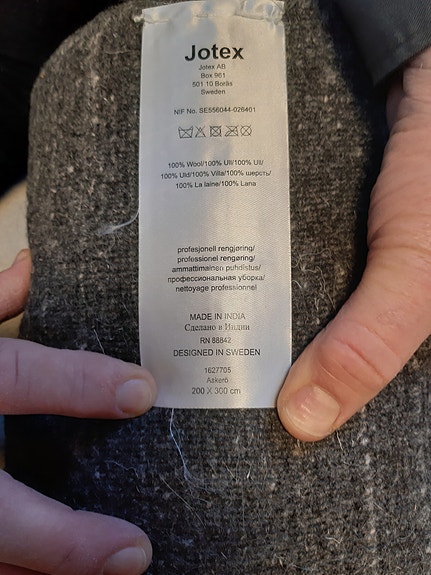 Jotex
Jotex AB
Box 961
501 10 Borås
Sweden
NIF No. SE556044-026401
100% Wool/100% Ull/100% Ull/
100% Uld/100% Villa/100% шерсть/
100% La laine/100% Lana
profesjonell rengjøring/
professionel rengøring/
ammattimainen puhdistus/
профессиональная уборка/
nettoyage professionnel
MADE IN INDIA
Сделано в Индии
RN 88842
DESIGNED IN SWEDEN
1627705
Askerö
200 X 300 cm